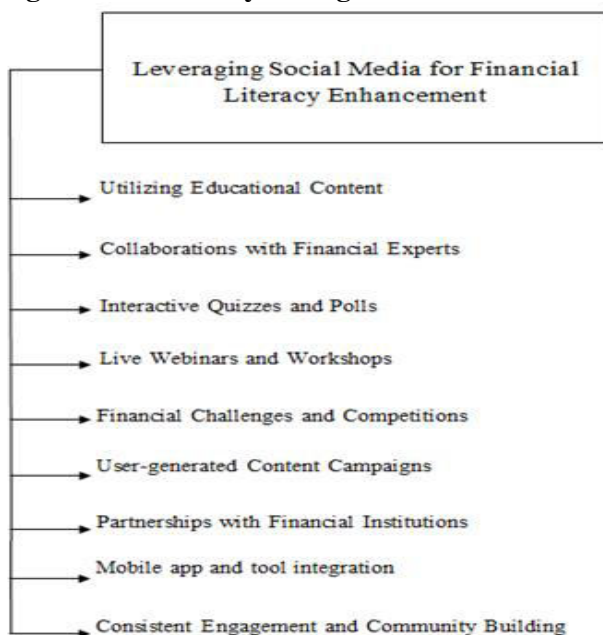 Leveraging Social Media for Financial
Literacy Enhancement
Utilizing Educational Content
Collaborations with Financial Experts
Interactive Quizzes and Polls
Live Webinars and Workshops
Financial Challenges and Competitions
User-generated Content Campaigns
Partnerships with Financial Institutions
Mobile app and tool integration
Consistent Engagement and Community Building